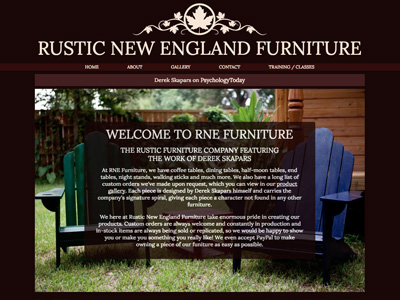 RUSTIC NEW ENGLAND FURNITURE
HOME ABOUT GALLERY CONTACT TRAINING / CLASSES
Derek Skapars on PsychologyToday
WELCOME TO RNE FURNITURE
THE RUSTIC FURNITURE COMPANY FEATURING
THE WORK OF DEREK SKAPARS
At RNE Furniture, we have coffee tables, dining tables, half-moon tables, end
tables, night stands, walking sticks and much more. We also have a long list of
custom orders we've made upon request, which you can view in our product
gallery. Each piece is designed by Derek Skapars himself and carries the
company's signature spiral, giving each piece a character not found in any other
furniture.
We here at Rustic New England Furniture take enormous pride in creating our
products. Custom orders are always welcome and constantly in production and
in-stock items are always being sold or replicated, so we would be happy to show
you or make you something you really like! We even accept PayPal to make
owning a piece of our funiture as easy as possible.